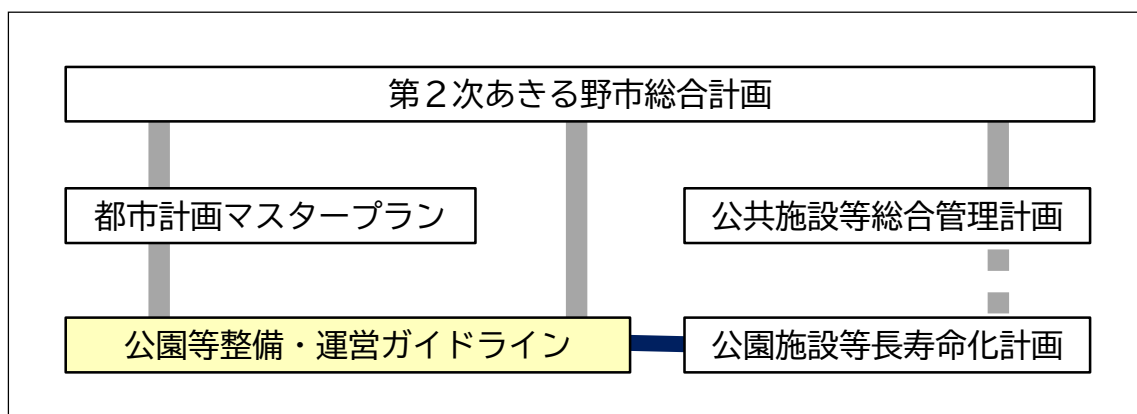 第２次あきる野市総合計画
都市計画マスタープラン
公共施設等総合管理計画
公園等整備・運営ガイドライン
公園施設等長寿命化計画